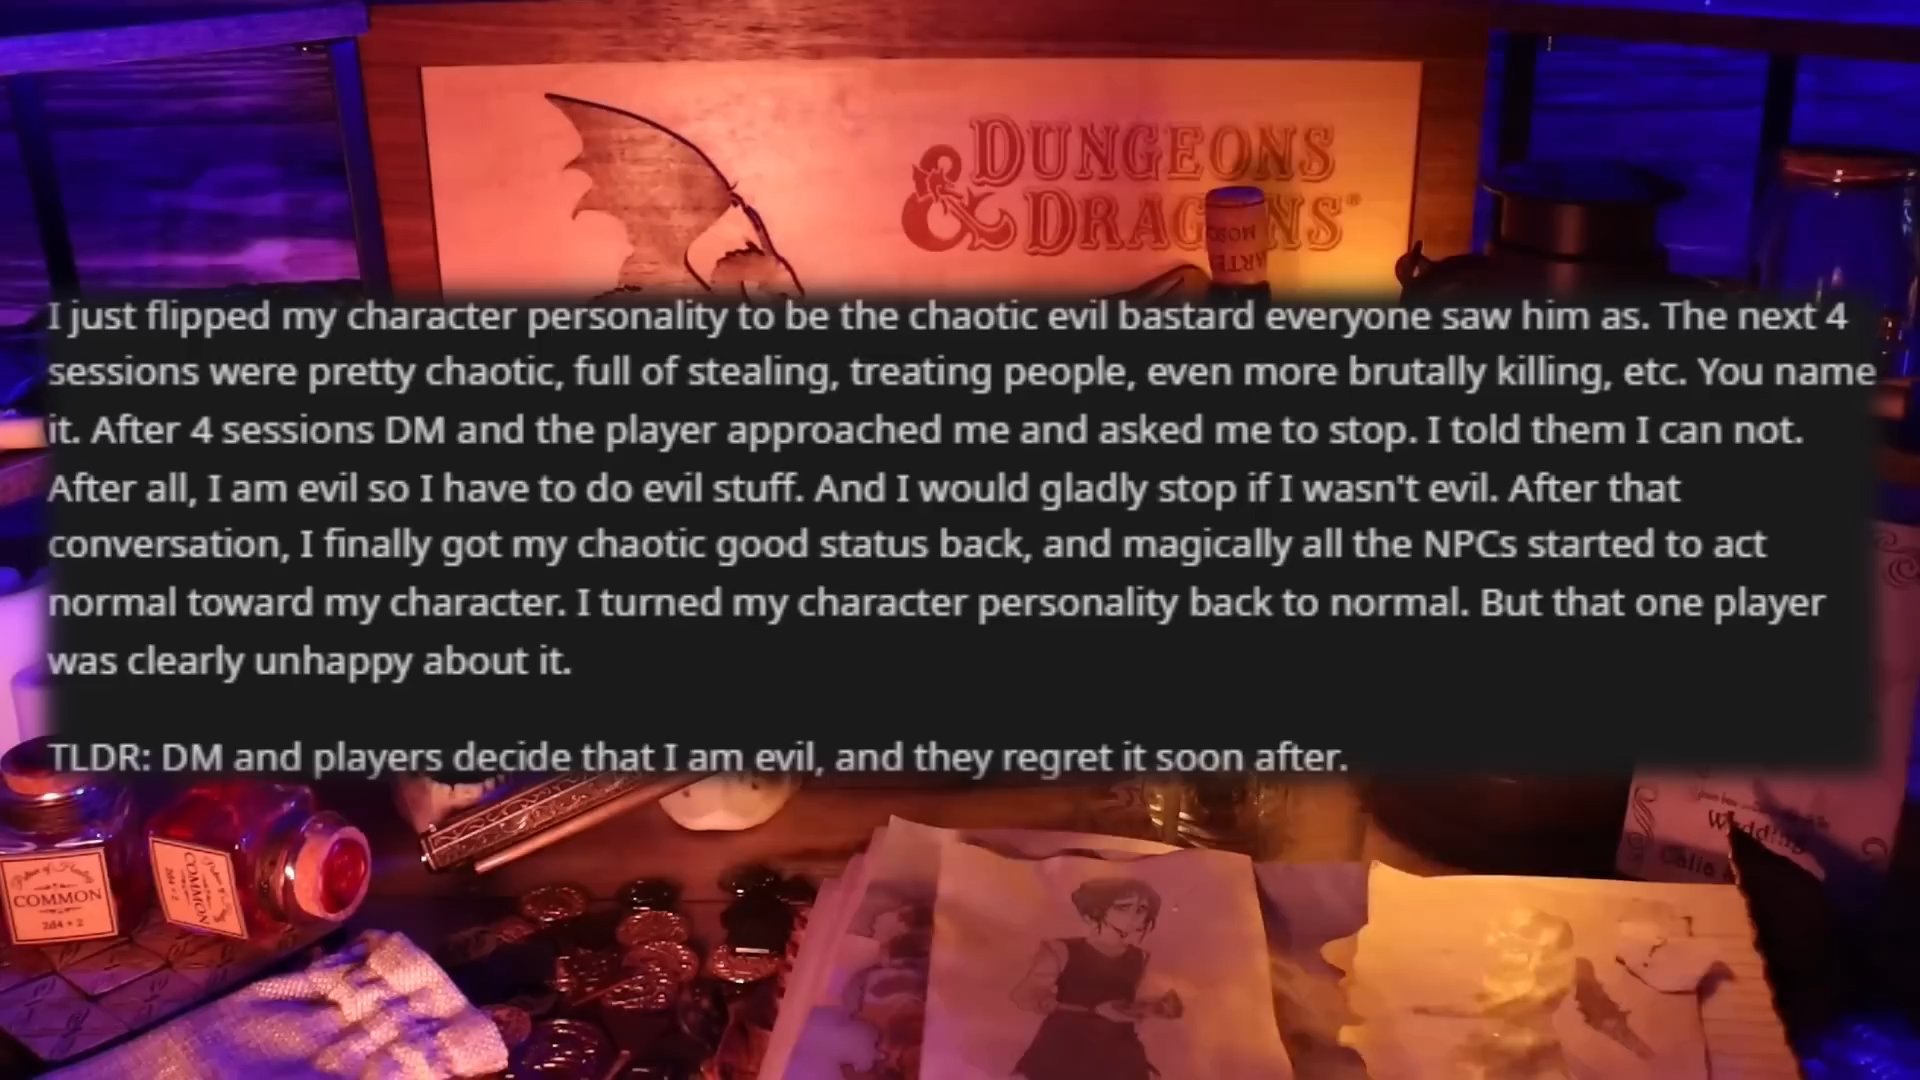 DUNGEONS
& DRAGONS®
I just flipped my character personality to be the chaotic evil bastard everyone saw him as. The next 4
sessions were pretty chaotic, full of stealing, treating people, even more brutally killing, etc. You name
it. After 4 sessions DM and the player approached me and asked me to stop. I told them I can not.
After all, I am evil so I have to do evil stuff. And I would gladly stop if I wasn't evil. After that
conversation, I finally got my chaotic good status back, and magically all the NPCs started to act
normal toward my character. I turned my character personality back to normal. But that one player
was clearly unhappy about it.
TLDR: DM and players decide that I am evil, and they regret it soon after.
COMMON
2d4 + 2
COMMON
2d4 + 2
Wedding